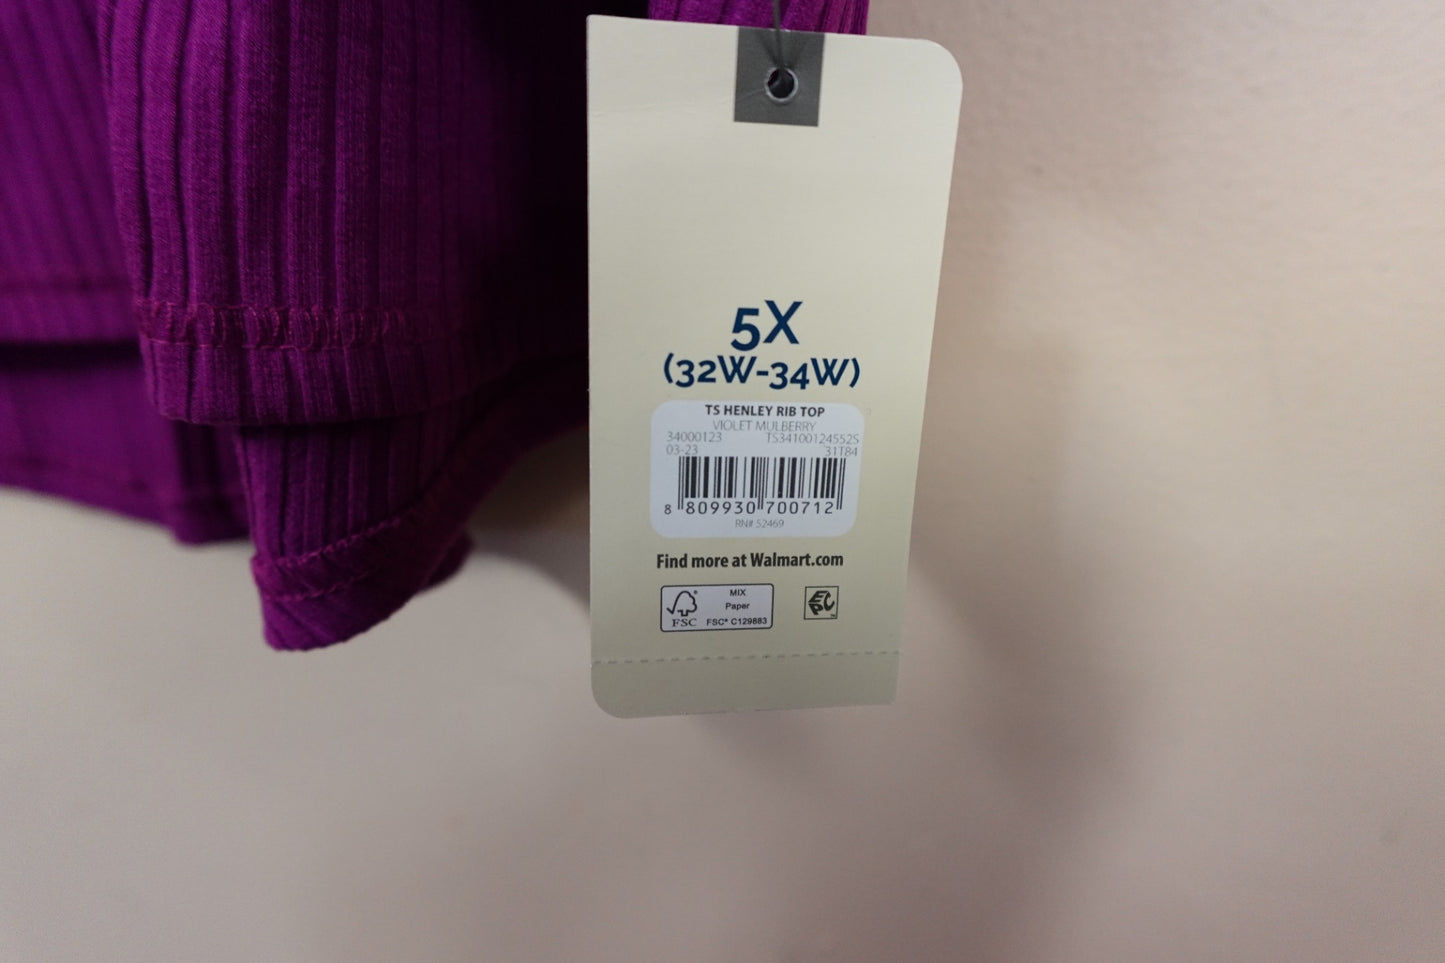 5X
(32W-34W)
TS HENLEY RIB TOP
VIOLET MULBERRY
34000123 TS34100124552S
03-23 31T84
8 809930 700712
RN# 52469
Find more at Walmart.com
MIX
Paper
FSC® C129883
FSC
EPC